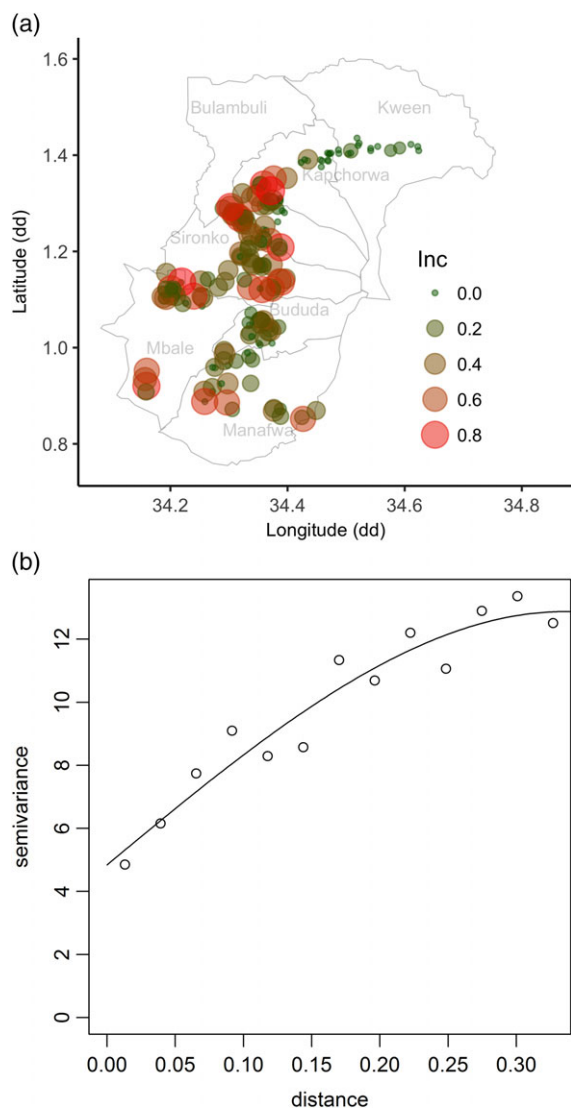 (a)
1.6
1.4
1.2
1.0
0.8
Latitude (dd)
Bulambuli
Kween
Kapchorwa
Sironko
Bududa
Mbale
Manafwa
Inc
0.0
0.2
0.4
0.6
0.8
34.2 34.4 34.6 34.8
Longitude (dd)
(b)
12
10
8
6
4
2
0
semivariance
0.00 0.05 0.10 0.15 0.20 0.25 0.30
distance